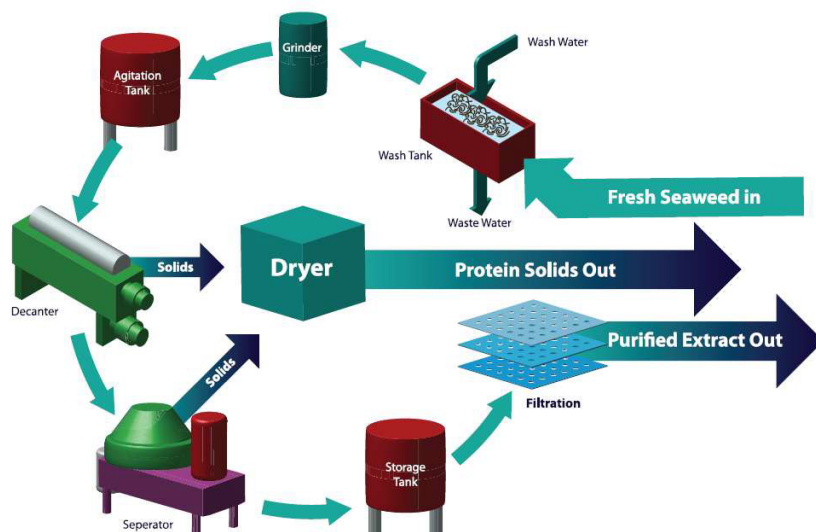 Wash Water
Grinder
Agitation
Tank
Wash Tank
Fresh Seaweed in
Waste Water
Solids
Dryer
Protein Solids Out
Decanter
Purified Extract Out
Solids
Filtration
Storage
Tank
Seperator